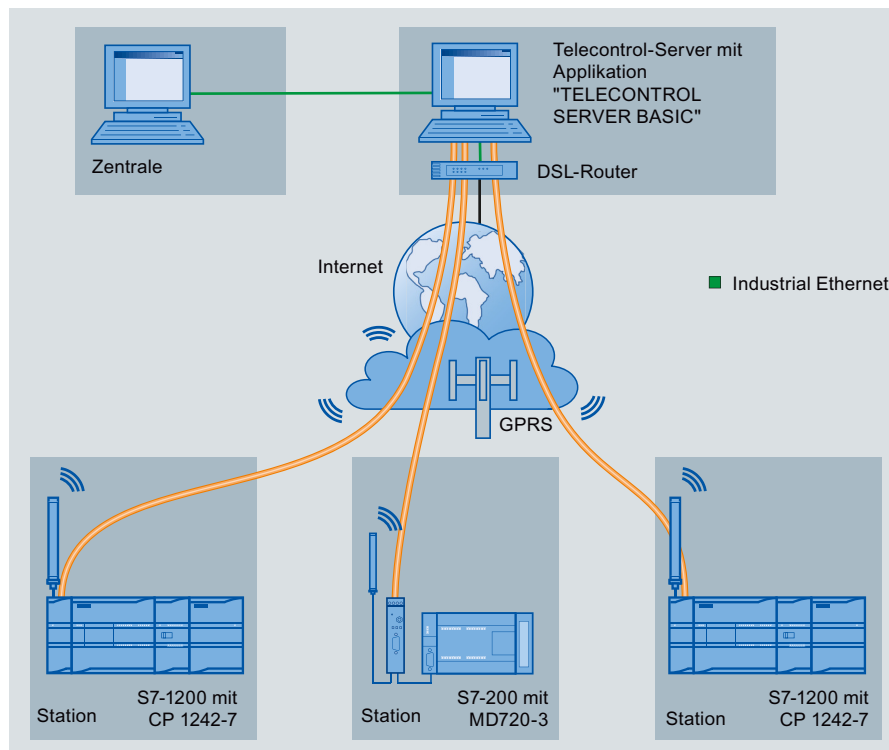 Telecontrol-Server mit
Applikation
"TELECONTROL
SERVER BASIC"
Zentrale
DSL-Router
Internet
Industrial Ethernet
GPRS
Station
S7-1200 mit
CP 1242-7
Station
S7-200 mit
MD720-3
Station
S7-1200 mit
CP 1242-7